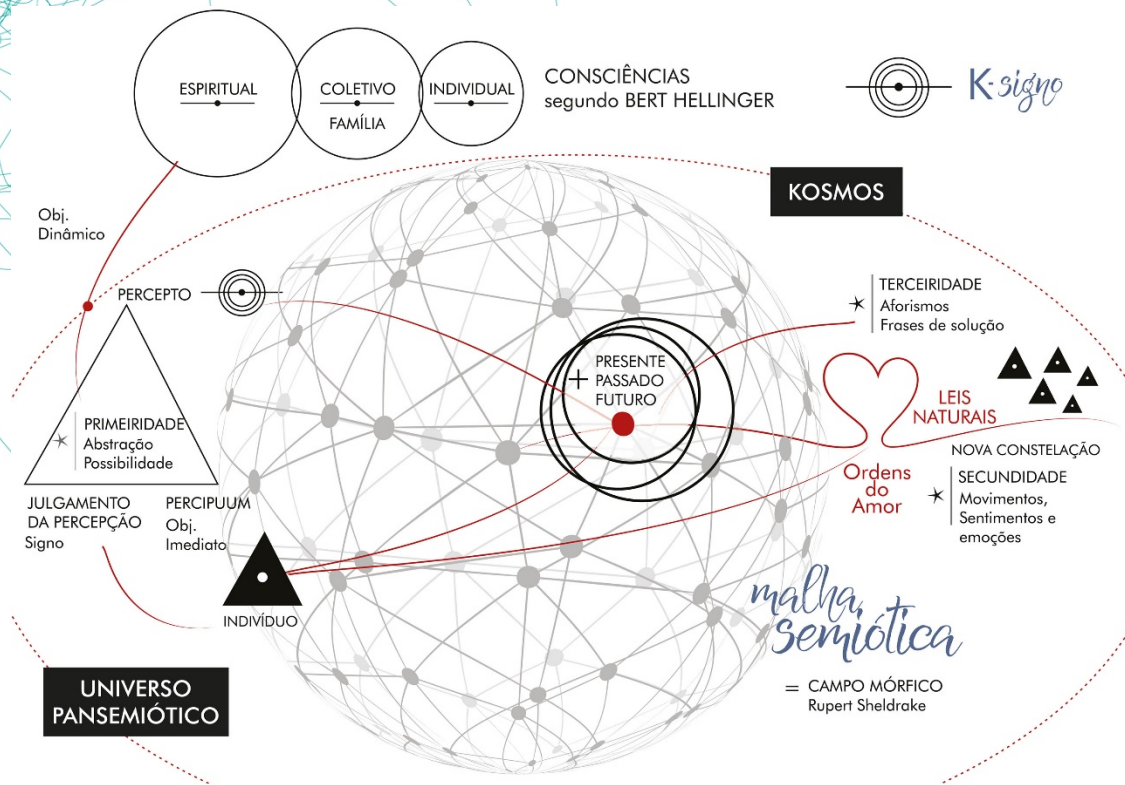 ESPIRITUAL
COLETIVO
FAMÍLIA
INDIVIDUAL
CONSCIÊNCIAS
segundo BERT HELLINGER
K-signo
KOSMOS
Obj.
Dinâmico
PERCEPTO
PRIMEIRIDADE
Abstração
Possibilidade
JULGAMENTO
DA PERCEPÇÃO
Signo
PERCIPUUM
Obj.
Imediato
INDIVÍDUO
UNIVERSO
PANSEMIÓTICO
+ PRESENTE
PASSADO
FUTURO
TERCEIRIDADE
Aforismos
Frases de solução
LEIS
NATURAIS
Ordens
do
Amor
NOVA CONSTELAÇÃO
SECUNDIDADE
Movimentos,
Sentimentos e
emoções
malha
semiótica
= CAMPO MÓRFICO
Rupert Sheldrake